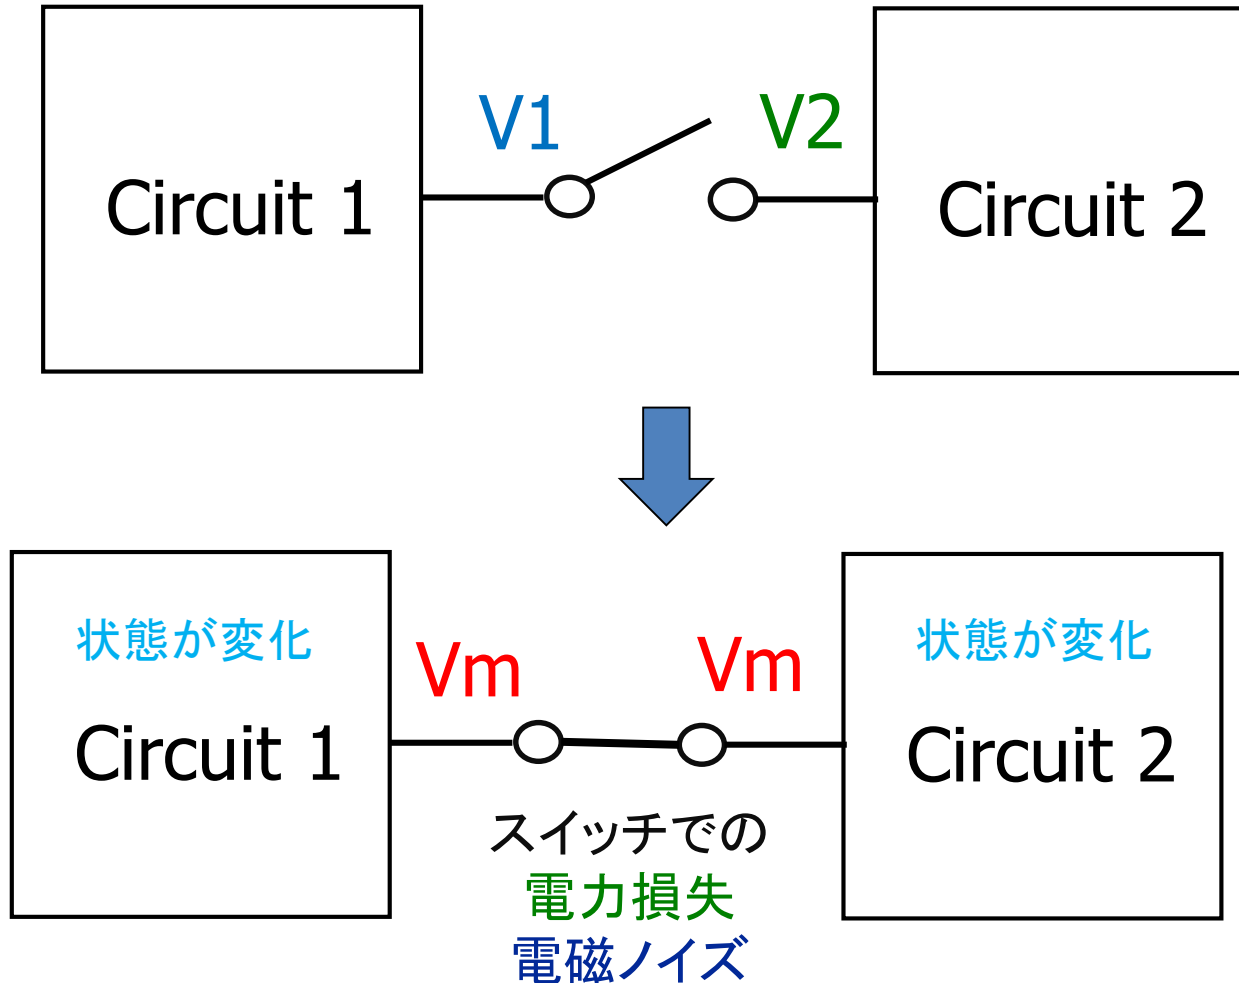 V1
V2
Circuit 1
Circuit 2
状態が変化
状態が変化
Vm
Vm
Circuit 1
Circuit 2
スイッチでの
電力損失
電磁ノイズ